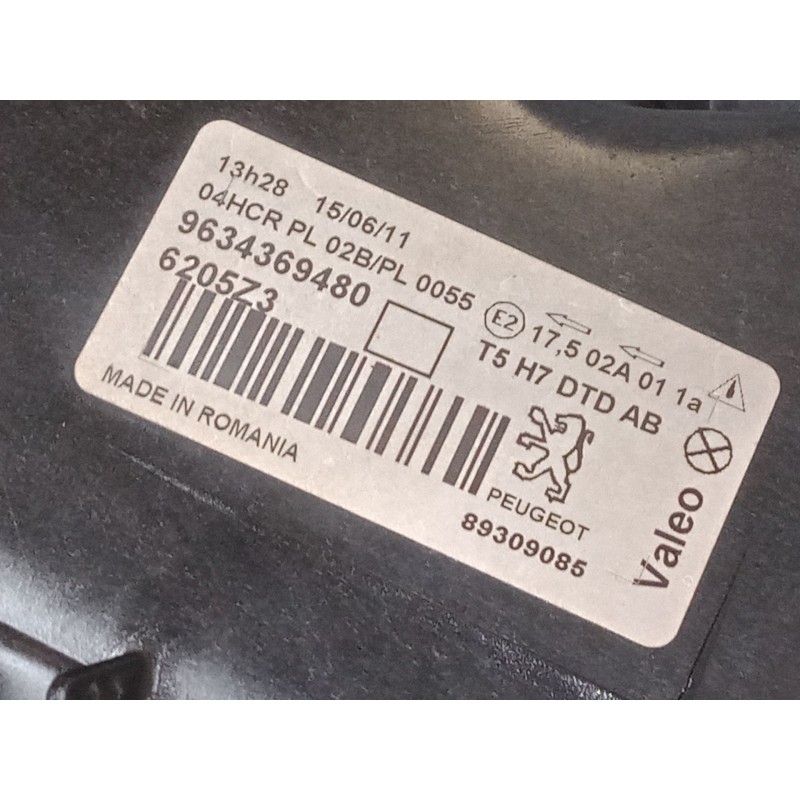 13h28 15/06/11
04HCR PL 02B/PL 0055
9634369480
6205Z3
E2 17,5 02A 01 1a
T5 H7 DTD AB
MADE IN ROMANIA
PEUGEOT
89309085
Valeo